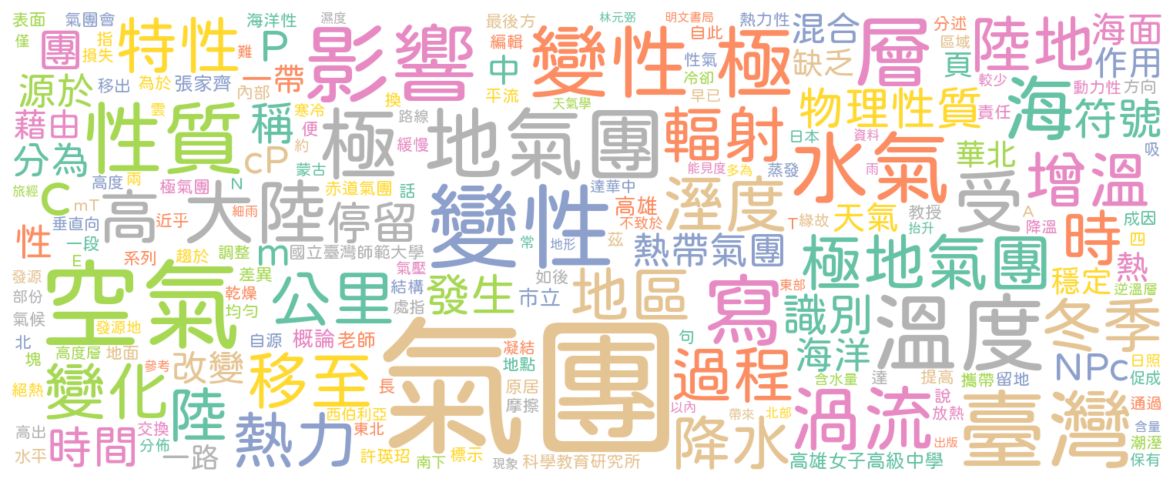 表面 氣團會 海洋性 濕度 影響 最後方 林元弼 明文書局 熱力性 混合 分述 層 陸地 海面
僅 團 指 特性 P 編輯 變性 自此 極 缺乏 區域 頁 作用
損失 難 中 性氣
源於 移出 為於 張家齊 內部 一帶 平流 冷卻 早已 物理性質 較少 動力性 方向
藉由 雲 性質 稱 寒冷 換 路線 天氣學 輻射 日本 資料 責任 海 符號
分為 cP 便 約 極地氣團 緩慢 能見度 多為 蒸發 水氣 雨 華北 吸
旅經 C 高度 兩 極氣團 N 蒙古 赤道氣團 話 變性 達華中 溼度 受 增溫
mT 高 大陸 細雨 停留 高雄 不致於 T 緣故 天氣 教授 抬升 A 降溫 成因
垂直向 近乎 常 地形 茲 熱帶氣團 時 四
性 一段 E 系列 趨於 調整 m 國立臺灣師範大學 氣壓 極地氣團 穩定 熱
發源 空氣 乾燥 差異 公里 結構 發生 如後 市立 地區 東部 寫 識別 溫度 逆溫層 冬季
部份 均勻 處指
氣候 發源地 自源 概論 老師 凝結 氣團 句 海洋 NPc 日照
北 塊 高度層 地面 參考 改變 移至 地點 過程 含水量 達 提高 攜帶 留地 促成
絕熱 變化 陸 長 原居 摩擦 以內 帶來 北部 渦流 說 放熱 臺灣 通過
高出 時間 交換 分佈 熱力 西伯利亞 東北 降水 含量
水平 一路 許瑛玿 南下 標示 現象 科學教育研究所 高雄女子高級中學 出版 潮溼 保有